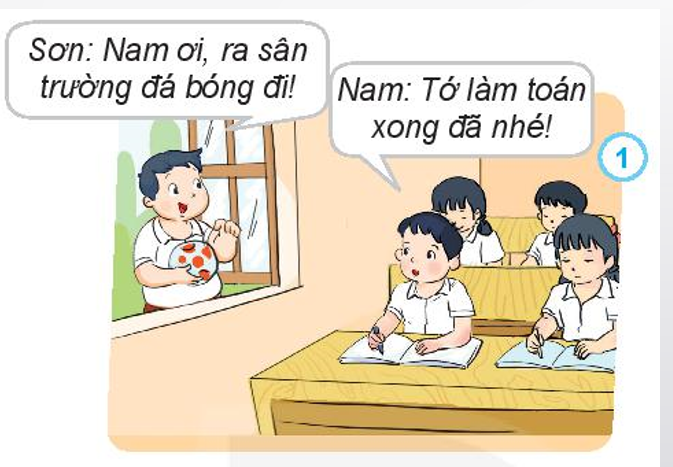 Sơn: Nam ơi, ra sân
trường đá bóng đi!
Nam: Tớ làm toán
xong đã nhé!
1